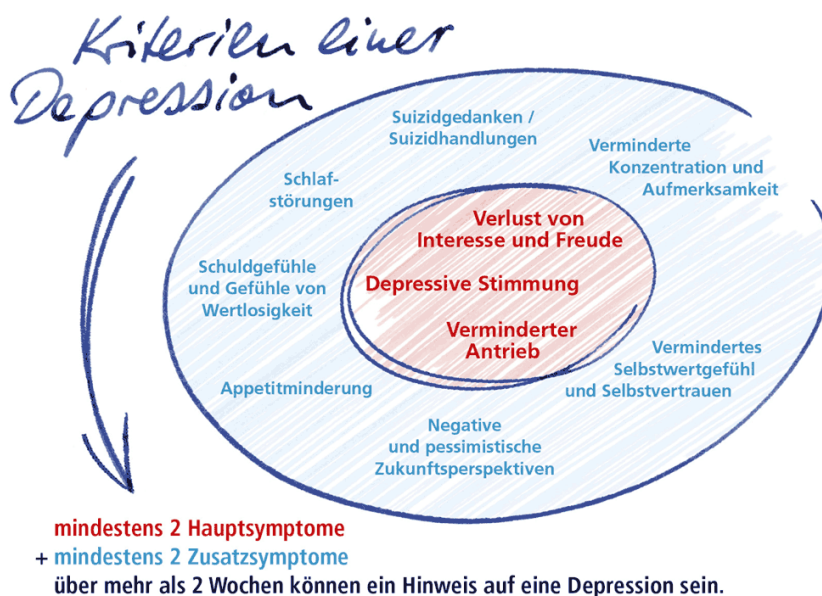 Kriterien einer
Depression
Suizidgedanken /
Suizidhandlungen
Verminderte
Konzentration und
Aufmerksamkeit
Schlaf-
störungen
Verlust von
Interesse und Freude
Schuldgefühle
und Gefühle von
Wertlosigkeit
Depressive Stimmung
Verminderter
Antrieb
Vermindertes
Selbstwertgefühl
und Selbstvertrauen
Appetitminderung
Negative
und pessimistische
Zukunftsperspektiven
mindestens 2 Hauptsymptome
+ mindestens 2 Zusatzsymptome
über mehr als 2 Wochen können ein Hinweis auf eine Depression sein.